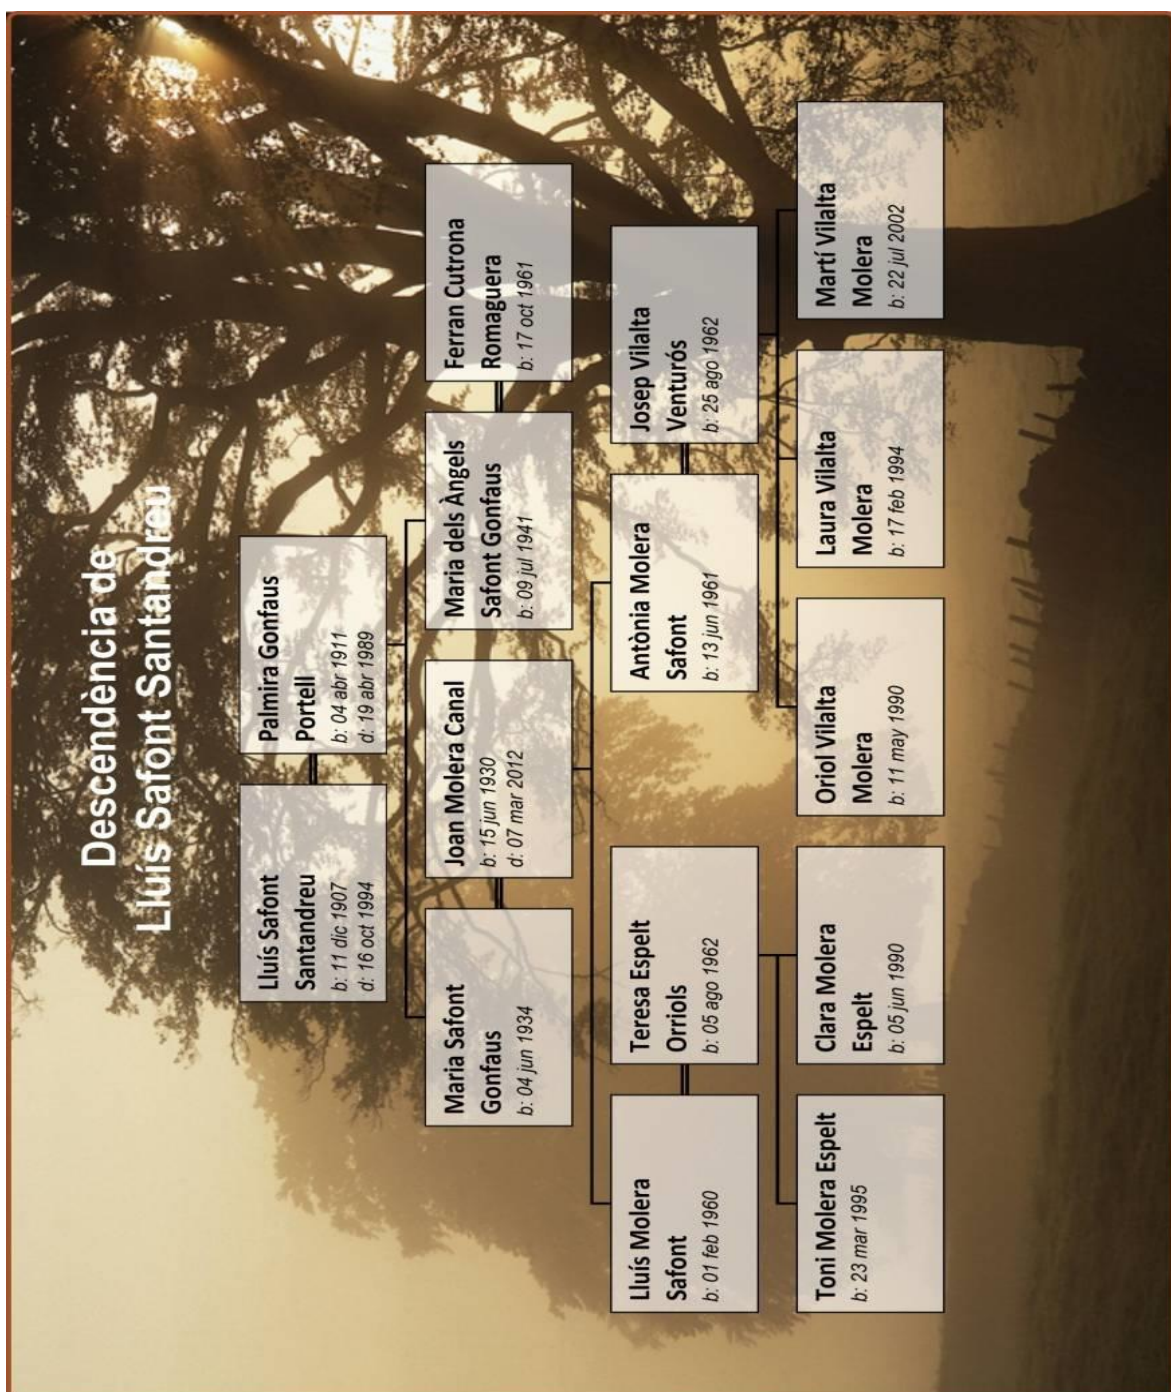 Descendència de
Lluís Safont Santandreu
Lluís Safont
Santandreu
b: 11 dic 1907
d: 16 oct 1994
Palmira Gonfaus
Portell
b: 04 abr 1911
d: 19 abr 1989
Maria Safont
Gonfaus
b: 04 jun 1934
Joan Molera Canal
b: 15 jun 1930
d: 07 mar 2012
Maria dels Àngels
Safont Gonfaus
b: 09 jul 1941
Ferran Cutrona
Romaguera
b: 17 oct 1961
Lluís Molera
Safont
b: 01 feb 1960
Teresa Espelt
Orriols
b: 05 ago 1962
Antònia Molera
Safont
b: 13 jun 1961
Josep Vilalta
Venturós
b: 25 ago 1962
Toni Molera Espelt
b: 23 mar 1995
Clara Molera
Espelt
b: 05 jun 1990
Oriol Vilalta
Molera
b: 11 may 1990
Laura Vilalta
Molera
b: 17 feb 1994
Martí Vilalta
Molera
b: 22 jul 2002